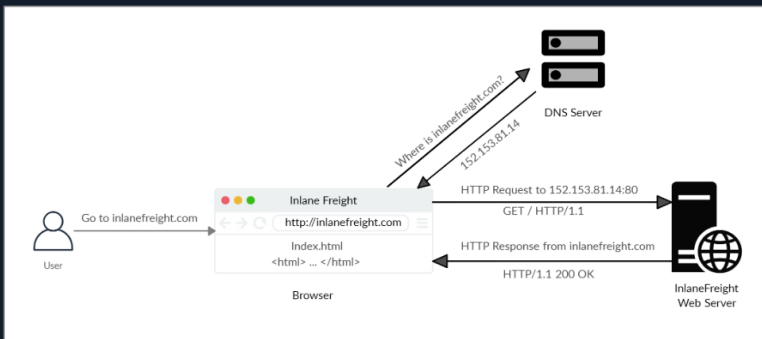 Where is inlanefreight.com?
152.153.81.14
DNS Server
Go to inlanefreight.com
User
Inlane Freight
http://inlanefreight.com
Index.html
<html> ... </html>
Browser
HTTP Request to 152.153.81.14:80
GET / HTTP/1.1
HTTP Response from inlanefreight.com
HTTP/1.1 200 OK
InlaneFreight
Web Server